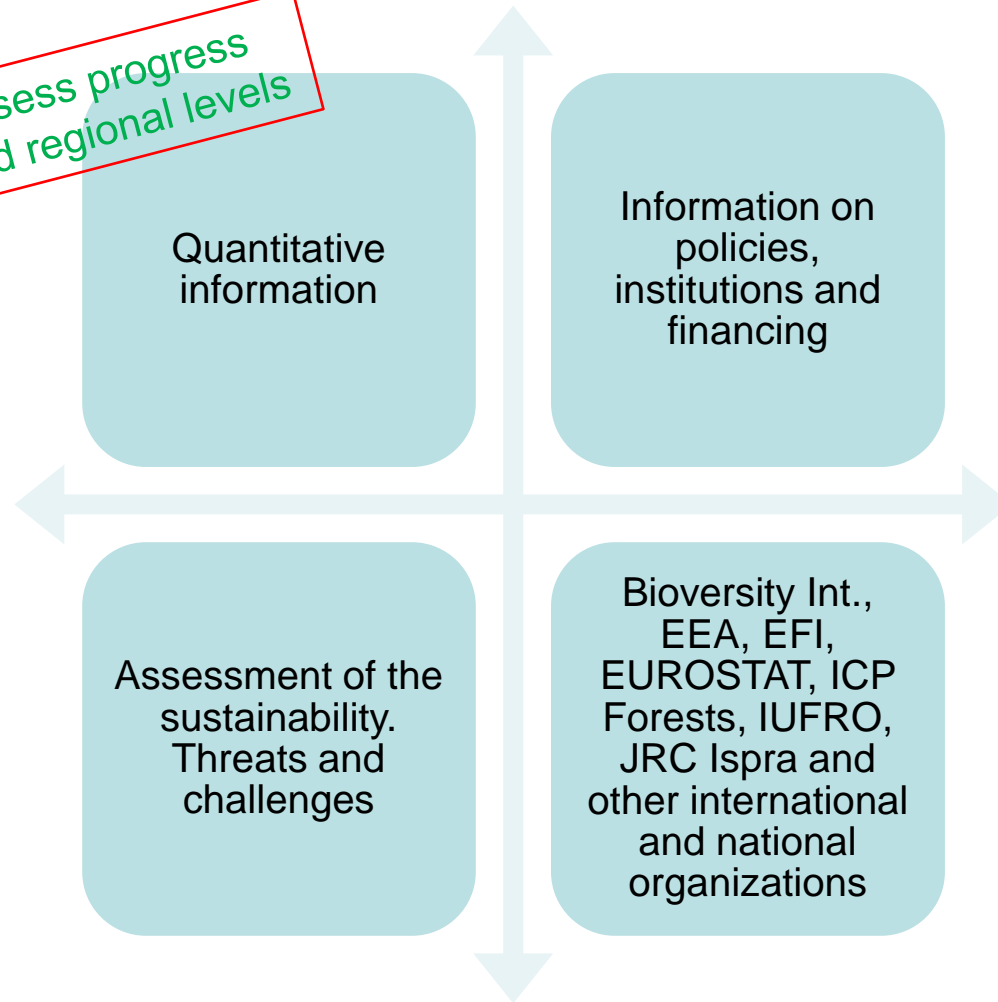 sess progress
d regional levels
Quantitative
information
Information on
policies,
institutions and
financing
Assessment of the
sustainability.
Threats and
challenges
Bioversity Int.,
EEA, EFI,
EUROSTAT, ICP
Forests, IUFRO,
JRC Ispra and
other international
and national
organizations